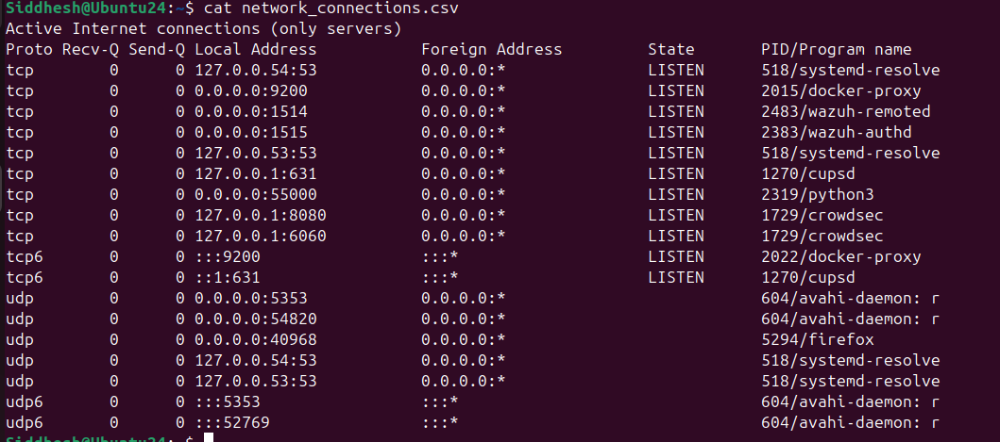 Siddhesh@Ubuntu24:~$ cat network_connections.csv
Active Internet connections (only servers)
Proto Recv-Q Send-Q Local Address           Foreign Address         State       PID/Program name
tcp        0      0 127.0.0.54:53           0.0.0.0:*               LISTEN      518/systemd-resolve
tcp        0      0 0.0.0.0:9200            0.0.0.0:*               LISTEN      2015/docker-proxy
tcp        0      0 0.0.0.0:1514            0.0.0.0:*               LISTEN      2483/wazuh-remoted
tcp        0      0 0.0.0.0:1515            0.0.0.0:*               LISTEN      2383/wazuh-authd
tcp        0      0 127.0.0.53:53           0.0.0.0:*               LISTEN      518/systemd-resolve
tcp        0      0 127.0.0.1:631           0.0.0.0:*               LISTEN      1270/cupsd
tcp        0      0 0.0.0.0:55000           0.0.0.0:*               LISTEN      2319/python3
tcp        0      0 127.0.0.1:8080          0.0.0.0:*               LISTEN      1729/crowdsec
tcp        0      0 127.0.0.1:6060          0.0.0.0:*               LISTEN      1729/crowdsec
tcp6       0      0 :::9200                 :::*                    LISTEN      2022/docker-proxy
tcp6       0      0 ::1:631                 :::*                    LISTEN      1270/cupsd
udp        0      0 0.0.0.0:5353            0.0.0.0:*                           604/avahi-daemon: r
udp        0      0 0.0.0.0:54820           0.0.0.0:*                           604/avahi-daemon: r
udp        0      0 0.0.0.0:40968           0.0.0.0:*                           5294/firefox
udp        0      0 127.0.0.54:53           0.0.0.0:*                           518/systemd-resolve
udp        0      0 127.0.0.53:53           0.0.0.0:*                           518/systemd-resolve
udp6       0      0 :::5353                 :::*                                604/avahi-daemon: r
udp6       0      0 :::52769                :::*                                604/avahi-daemon: r
Siddhesh@Ubuntu24:~$